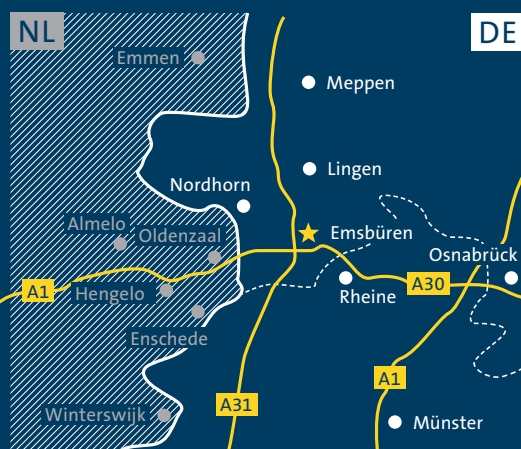 NL
DE
Emmen
Meppen
Lingen
Nordhorn
Almelo
Oldenzaal
Emsbüren
Osnabrück
A1
Hengelo
Rheine
A30
Enschede
A1
A31
Winterswijk
Münster